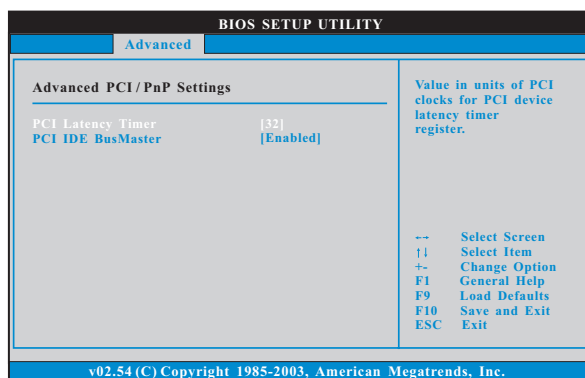 BIOS SETUP UTILITY
Advanced
Advanced PCI / PnP Settings
PCI Latency Timer [32]
PCI IDE BusMaster [Enabled]
Value in units of PCI
clocks for PCI device
latency timer
register.
←→ Select Screen
↑↓ Select Item
+- Change Option
F1 General Help
F9 Load Defaults
F10 Save and Exit
ESC Exit
v02.54 (C) Copyright 1985-2003, American Megatrends, Inc.